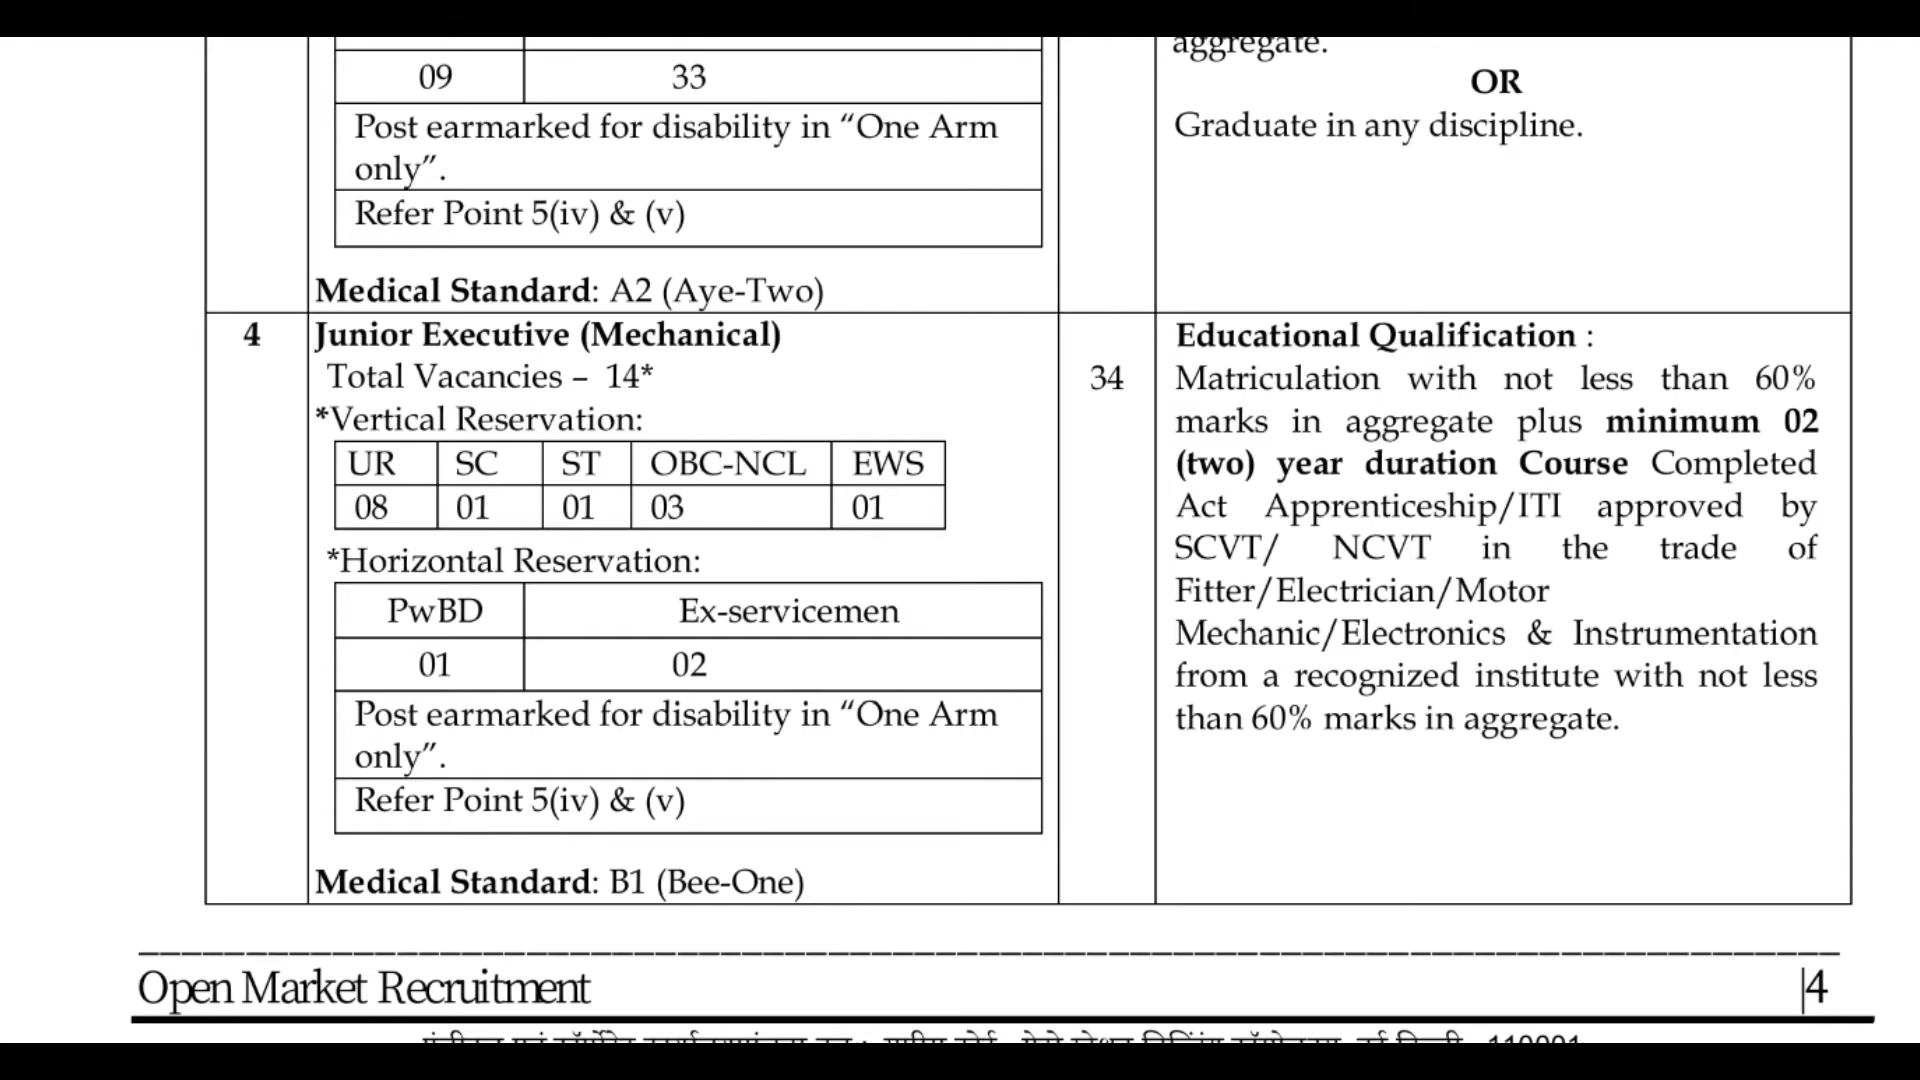 aggregate.
09 33
OR
Post earmarked for disability in “One Arm
only”.
Graduate in any discipline.
Refer Point 5(iv) & (v)
Medical Standard: A2 (Aye-Two)
4 Junior Executive (Mechanical)
Total Vacancies – 14*
*Vertical Reservation:
UR SC ST OBC-NCL EWS
08 01 01 03 01
*Horizontal Reservation:
PwBD Ex-servicemen
01 02
Post earmarked for disability in “One Arm
only”.
Refer Point 5(iv) & (v)
Medical Standard: B1 (Bee-One)
34
Educational Qualification :
Matriculation with not less than 60%
marks in aggregate plus minimum 02
(two) year duration Course Completed
Act Apprenticeship/ITI approved by
SCVT/ NCVT in the trade of
Fitter/Electrician/Motor
Mechanic/Electronics & Instrumentation
from a recognized institute with not less
than 60% marks in aggregate.
Open Market Recruitment |4